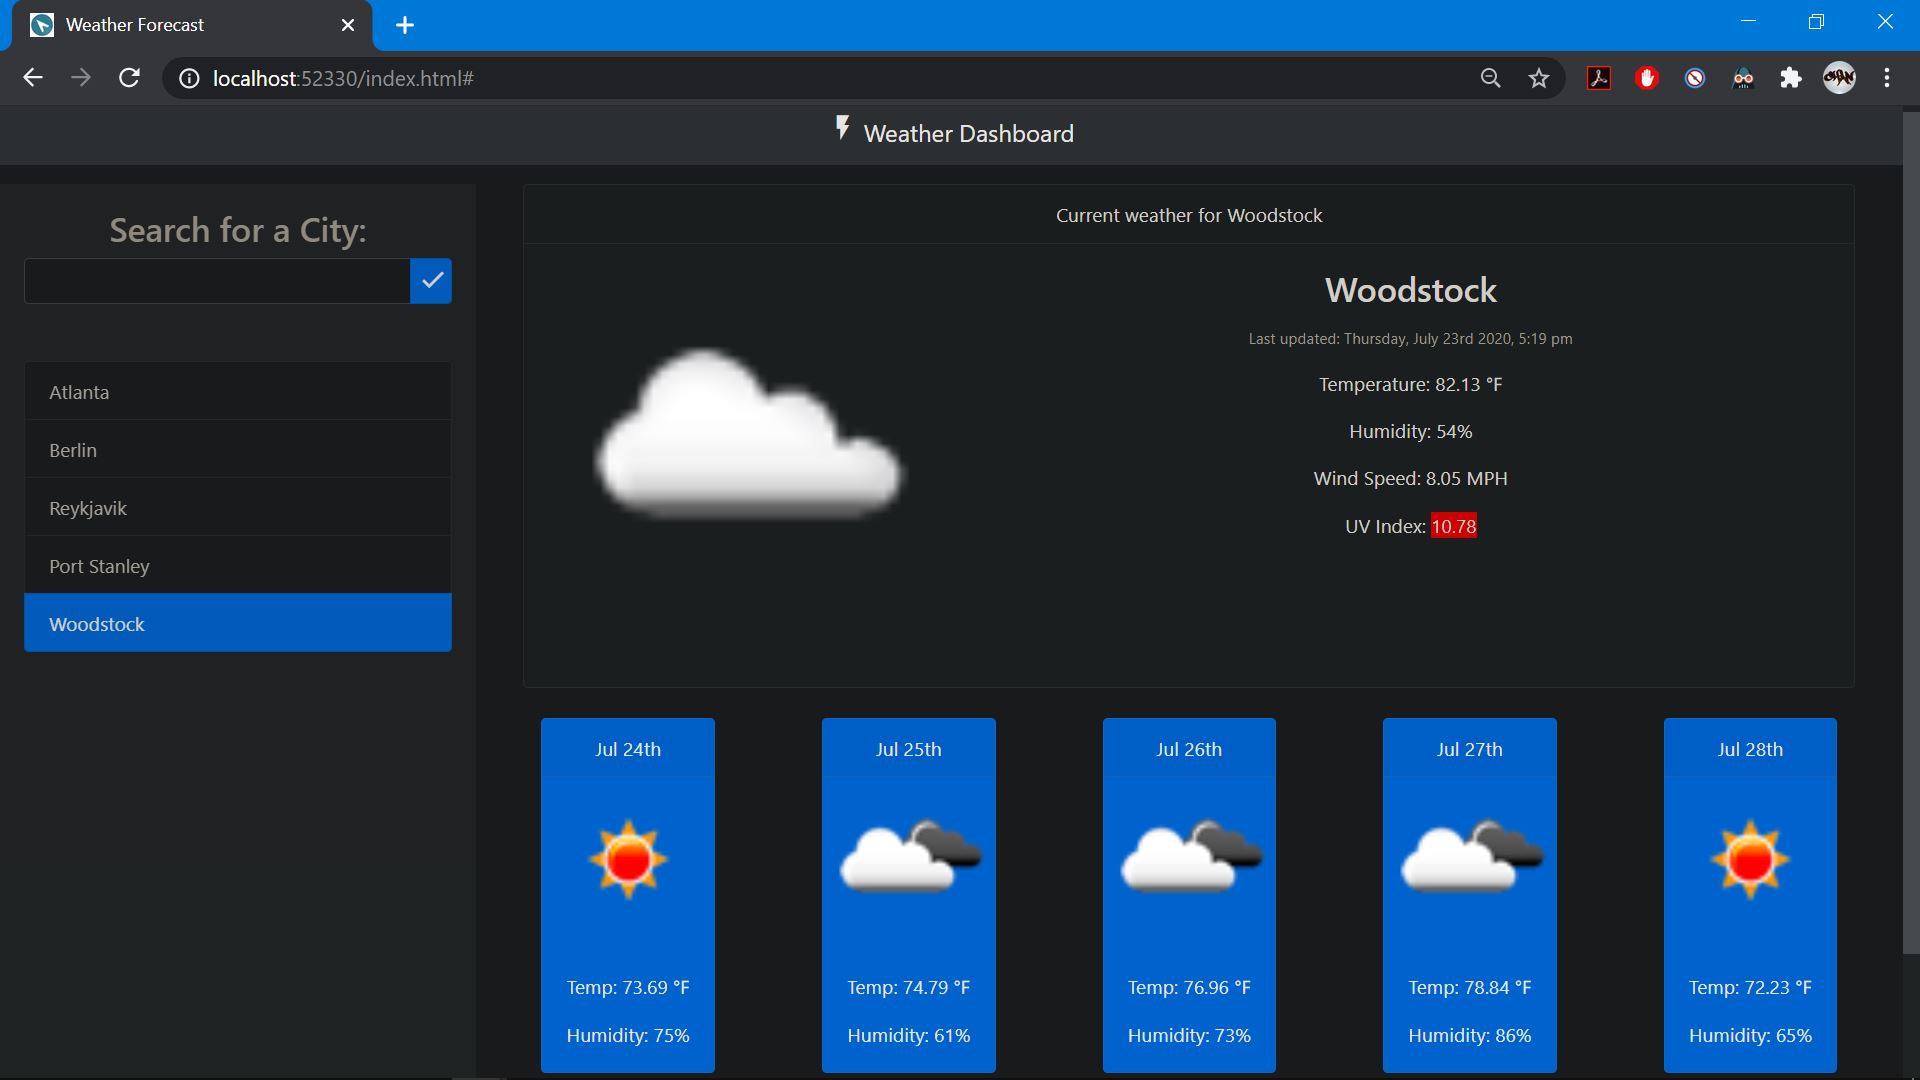 Weather Forecast
localhost:52330/index.html#
Weather Dashboard
Search for a City:
Atlanta
Berlin
Reykjavik
Port Stanley
Woodstock
Current weather for Woodstock
Woodstock
Last updated: Thursday, July 23rd 2020, 5:19 pm
Temperature: 82.13 °F
Humidity: 54%
Wind Speed: 8.05 MPH
UV Index: 10.78
Jul 24th
Temp: 73.69 °F
Humidity: 75%
Jul 25th
Temp: 74.79 °F
Humidity: 61%
Jul 26th
Temp: 76.96 °F
Humidity: 73%
Jul 27th
Temp: 78.84 °F
Humidity: 86%
Jul 28th
Temp: 72.23 °F
Humidity: 65%